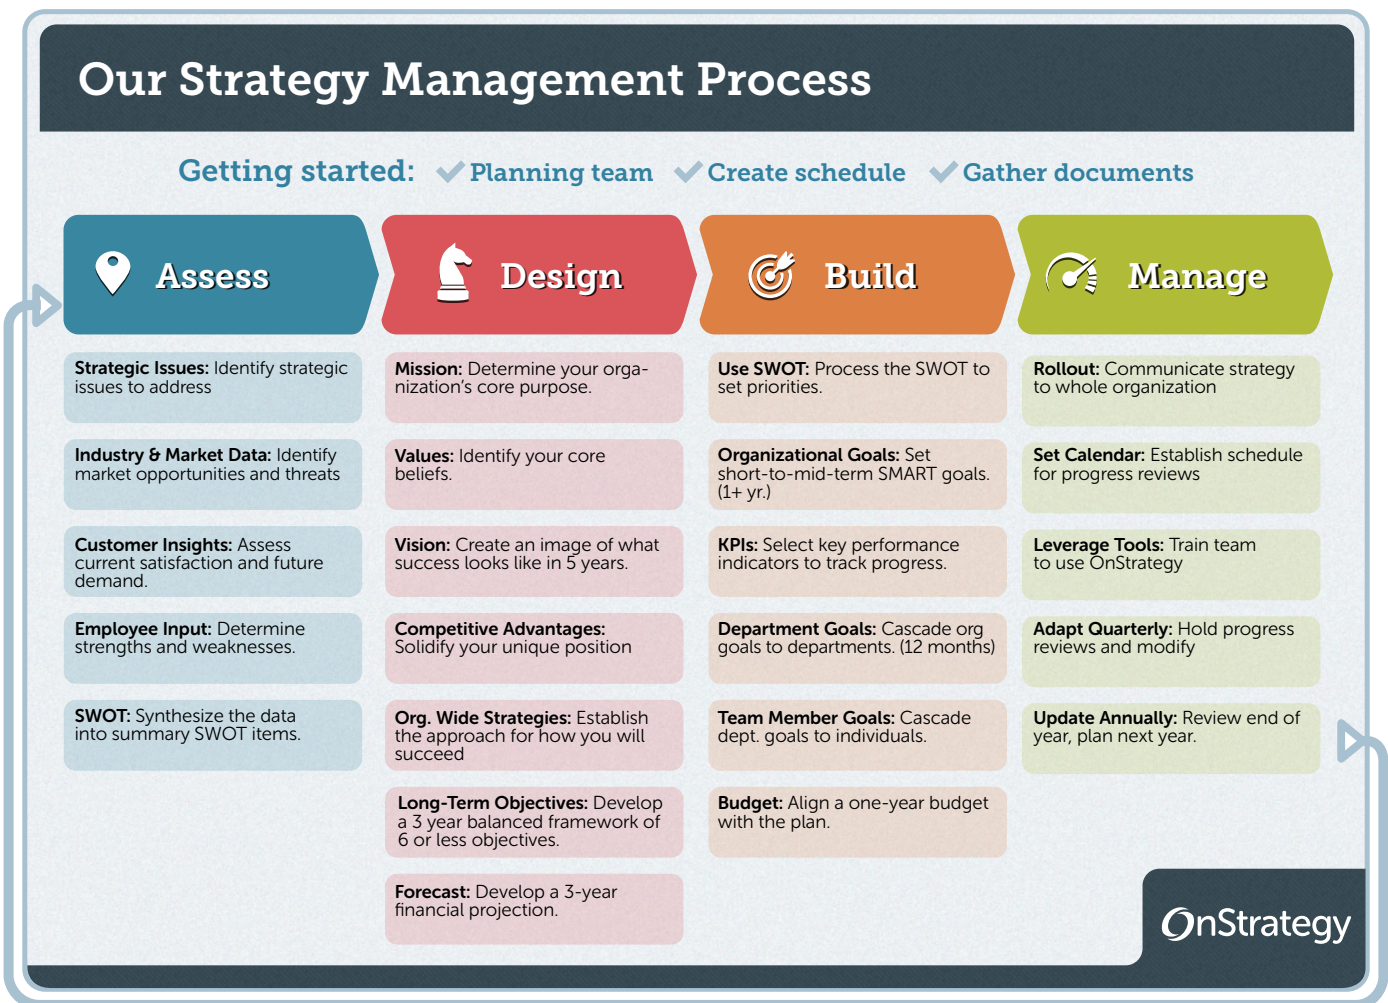 Our Strategy Management Process
Getting started: Planning team Create schedule Gather documents
Assess
Design
Build
Manage
Strategic Issues: Identify strategic
issues to address
Industry & Market Data: Identify
market opportunities and threats
Customer Insights: Assess
current satisfaction and future
demand.
Employee Input: Determine
strengths and weaknesses.
SWOT: Synthesize the data
into summary SWOT items.
Mission: Determine your orga-
nization's core purpose.
Values: Identify your core
beliefs.
Vision: Create an image of what
success looks like in 5 years.
Competitive Advantages:
Solidify your unique position
Org. Wide Strategies: Establish
the approach for how you will
succeed
Long-Term Objectives: Develop
a 3 year balanced framework of
6 or less objectives.
Forecast: Develop a 3-year
financial projection.
Use SWOT: Process the SWOT to
set priorities.
Organizational Goals: Set
short-to-mid-term SMART goals.
(1+ yr.)
KPIs: Select key performance
indicators to track progress.
Department Goals: Cascade org
goals to departments. (12 months)
Team Member Goals: Cascade
dept. goals to individuals.
Budget: Align a one-year budget
with the plan.
Rollout: Communicate strategy
to whole organization
Set Calendar: Establish schedule
for progress reviews
Leverage Tools: Train team
to use OnStrategy
Adapt Quarterly: Hold progress
reviews and modify
Update Annually: Review end of
year, plan next year.
OnStrategy